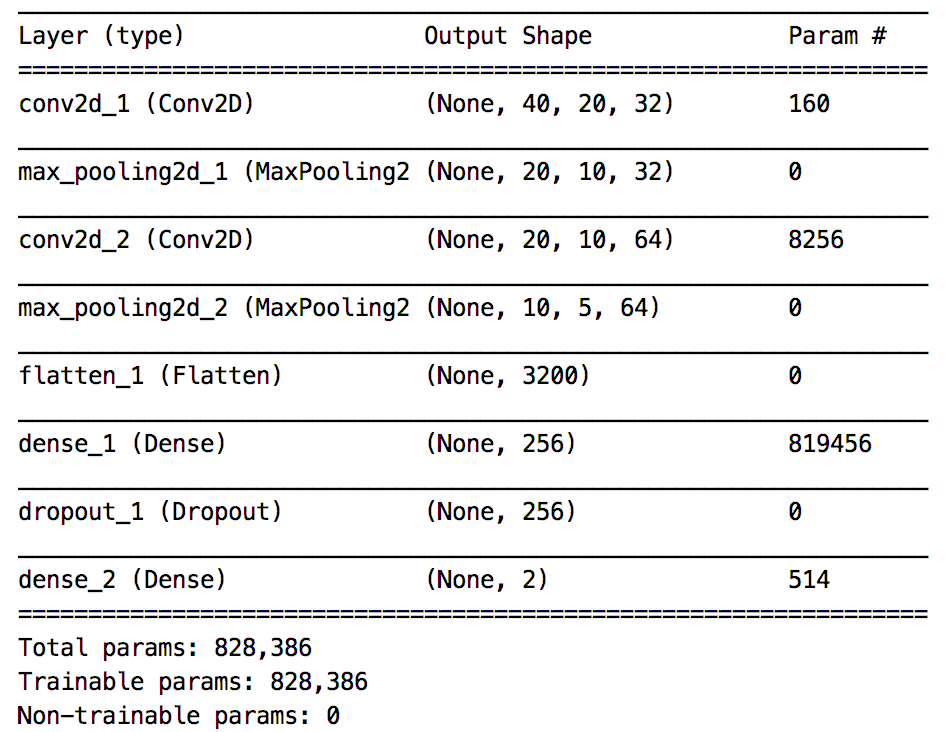 Layer (type) Output Shape Param #
=================================================================
conv2d_1 (Conv2D) (None, 40, 20, 32) 160
max_pooling2d_1 (MaxPooling2 (None, 20, 10, 32) 0
conv2d_2 (Conv2D) (None, 20, 10, 64) 8256
max_pooling2d_2 (MaxPooling2 (None, 10, 5, 64) 0
flatten_1 (Flatten) (None, 3200) 0
dense_1 (Dense) (None, 256) 819456
dropout_1 (Dropout) (None, 256) 0
dense_2 (Dense) (None, 2) 514
=================================================================
Total params: 828,386
Trainable params: 828,386
Non-trainable params: 0